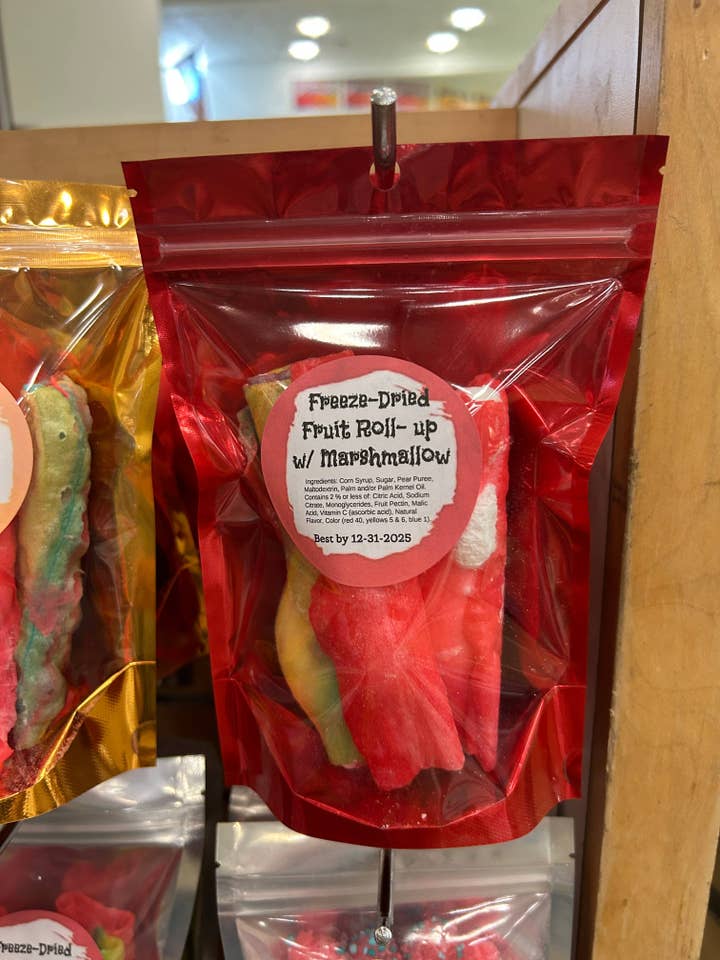 Freeze-Dried
Fruit Roll- up
w/ Marshmallow
Ingredients: Corn Syrup, Sugar, Pear Puree,
Maltodextrin, Palm and/or Palm Kernel Oil.
Contains 2 % or less of: Citric Acid, Sodium
Citrate, Monoglycerides, Fruit Pectin, Malic
Acid, Vitamin C (ascorbic acid), Natural
Flavor, Color (red 40, yellows 5 & 6, blue 1)
Best by 12-31-2025
Freeze-Dried